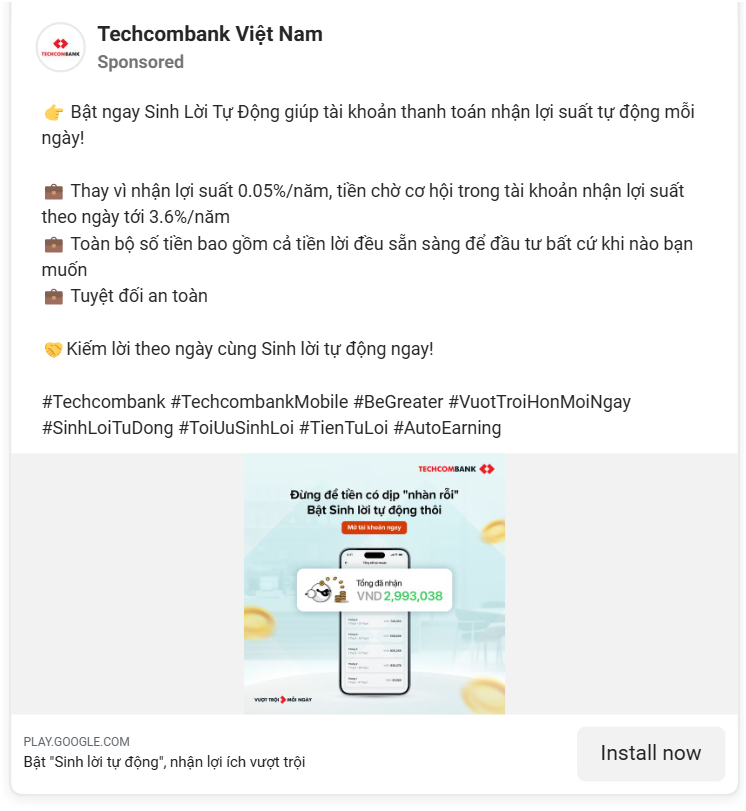 TECHCOMBANK
Techcombank Việt Nam
Sponsored
👉 Bật ngay Sinh Lời Tự Động giúp tài khoản thanh toán nhận lợi suất tự động mỗi
ngày!
💼 Thay vì nhận lợi suất 0.05%/năm, tiền chờ cơ hội trong tài khoản nhận lợi suất
theo ngày tới 3.6%/năm
💼 Toàn bộ số tiền bao gồm cả tiền lời đều sẵn sàng để đầu tư bất cứ khi nào bạn
muốn
💼 Tuyệt đối an toàn
🤝 Kiếm lời theo ngày cùng Sinh lời tự động ngay!
#Techcombank #TechcombankMobile #BeGreater #VuotTroiHonMoiNgay
#SinhLoiTuDong #ToiUuSinhLoi #TienTuLoi #AutoEarning
TECHCOMBANK
Đừng để tiền có dịp "nhàn rỗi"
Bật Sinh lời tự động thôi
Mở tài khoản ngay
Tổng đã nhận
VND 2,993,038
VƯỢT TRỘI MỖI NGÀY
PLAY.GOOGLE.COM
Bật "Sinh lời tự động", nhận lợi ích vượt trội
Install now